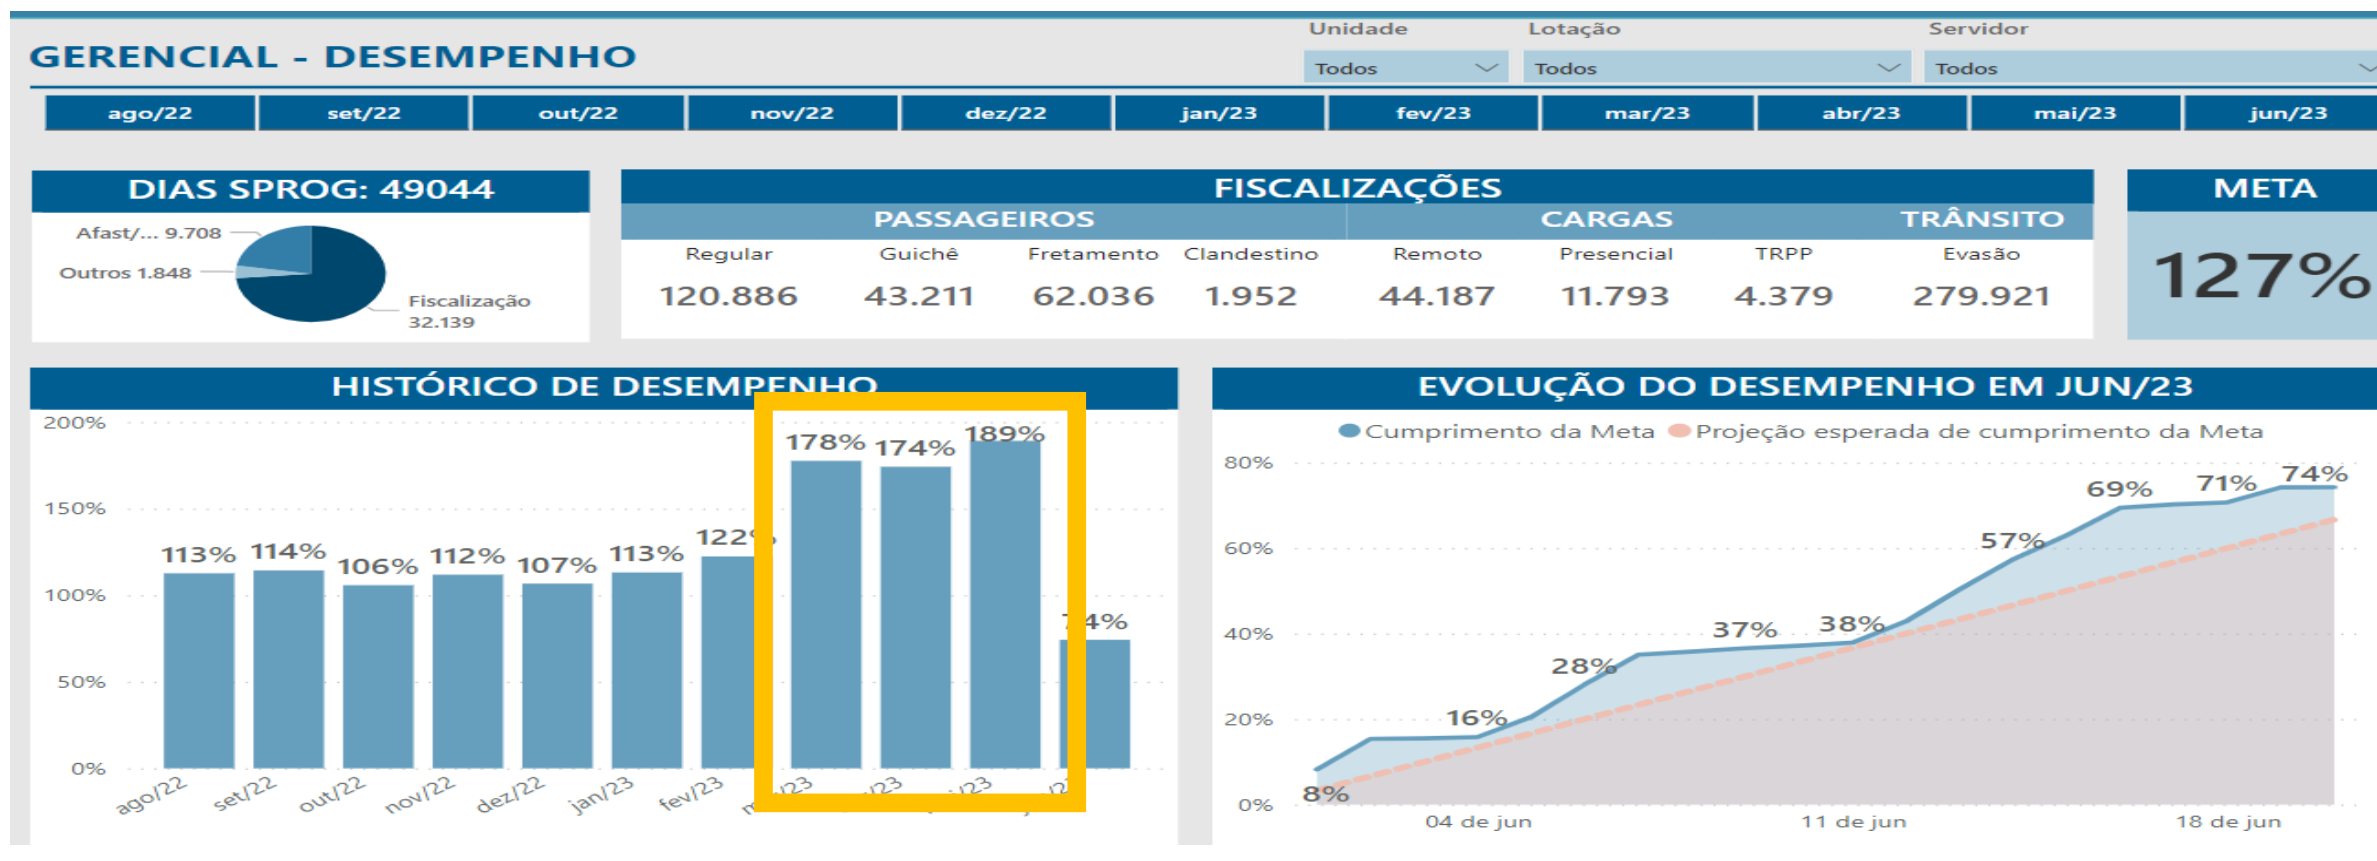 Unidade Lotação Servidor
GERENCIAL - DESEMPENHO
Todos Todos Todos
ago/22 set/22 out/22 nov/22 dez/22 jan/23 fev/23 mar/23 abr/23 mai/23 jun/23
DIAS SPROG: 49044
Afast/... 9.708
Outros 1.848
Fiscalização
32.139
FISCALIZAÇÕES
PASSAGEIROS CARGAS TRÂNSITO
Regular Guichê Fretamento Clandestino Remoto Presencial TRPP Evasão
120.886 43.211 62.036 1.952 44.187 11.793 4.379 279.921
META
127%
HISTÓRICO DE DESEMPENHO
200%
150%
100%
50%
0%
113% 114% 106% 112% 107% 113% 122% 178% 174% 189% 74%
ago/22 set/22 out/22 nov/22 dez/22 jan/23 fev/23
EVOLUÇÃO DO DESEMPENHO EM JUN/23
Cumprimento da Meta Projeção esperada de cumprimento da Meta
80%
60%
40%
20%
0%
8% 16% 28% 37% 38% 57% 69% 71% 74%
04 de jun 11 de jun 18 de jun